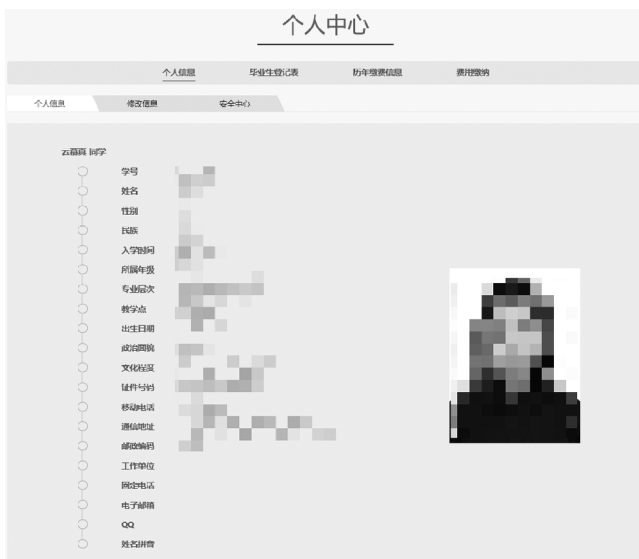 个人中心
个人信息 毕业生登记表 历年缴费信息 费用缴纳
个人信息 修改信息 安全中心
同学
学号
姓名
性别
民族
入学时间
所属年级
专业层次
教学点
出生日期
政治面貌
文化程度
证件号码
移动电话
通信地址
邮政编码
工作单位
固定电话
电子邮箱
QQ
姓名拼音